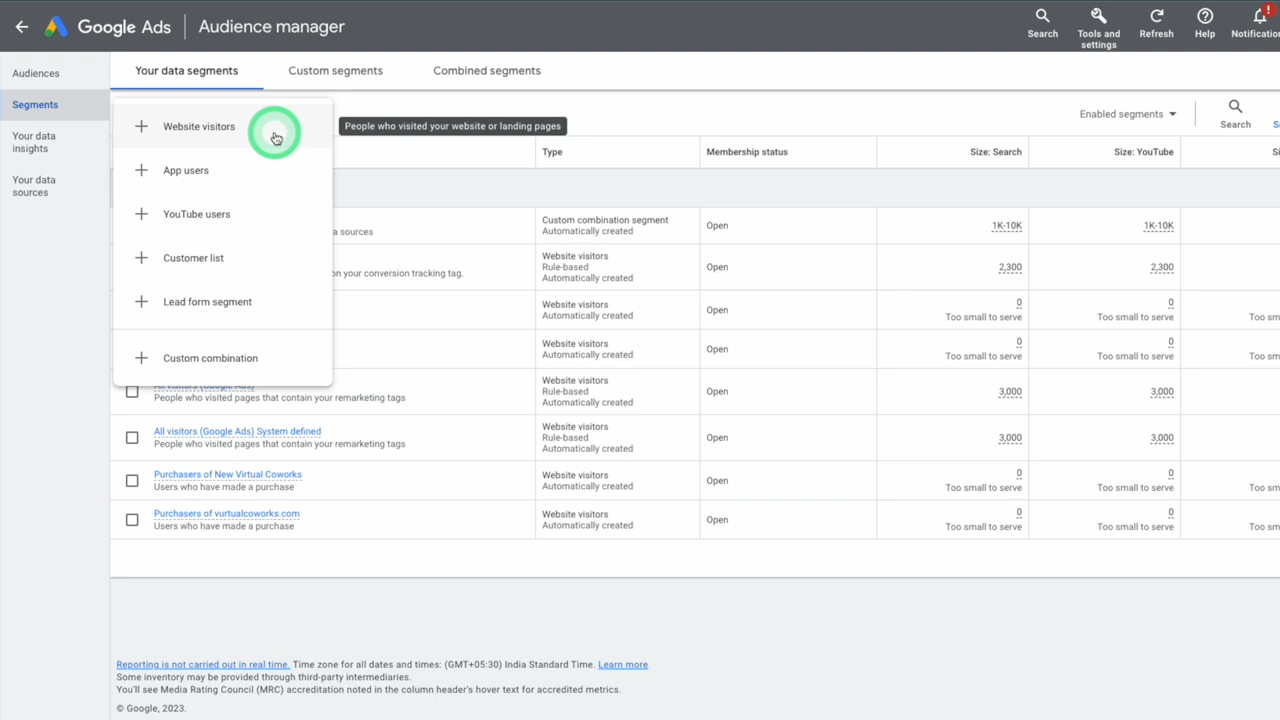 Google Ads
Audience manager
Search
Tools and
settings
Refresh
Help
Notification
!
Audiences
Segments
Your data
insights
Your data
sources
Your data segments
Custom segments
Combined segments
Website visitors
People who visited your website or landing pages
App users
YouTube users
Customer list
Lead form segment
Custom combination
Enabled segments
Search
Type
Membership status
Size: Search
Size: YouTube
a sources
Custom combination segment
Automatically created
Open
1K-10K
1K-10K
on your conversion tracking tag.
Website visitors
Rule-based
Automatically created
Open
2,300
2,300
Website visitors
Automatically created
Open
0
Too small to serve
0
Too small to serve
Too sm
Website visitors
Automatically created
Open
0
Too small to serve
0
Too small to serve
Too sm
All visitors (Google Ads)
People who visited pages that contain your remarketing tags
Website visitors
Rule-based
Automatically created
Open
3,000
3,000
All visitors (Google Ads) System defined
People who visited pages that contain your remarketing tags
Website visitors
Rule-based
Automatically created
Open
3,000
3,000
Purchasers of New Virtual Coworks
Users who have made a purchase
Website visitors
Automatically created
Open
0
Too small to serve
0
Too small to serve
Too sm
Purchasers of vurtualcoworks.com
Users who have made a purchase
Website visitors
Automatically created
Open
0
Too small to serve
0
Too small to serve
Too sm
Reporting is not carried out in real time. Time zone for all dates and times: (GMT+05:30) India Standard Time. Learn more
Some inventory may be provided through third-party intermediaries.
You'll see Media Rating Council (MRC) accreditation noted in the column header's hover text for accredited metrics.
© Google, 2023.